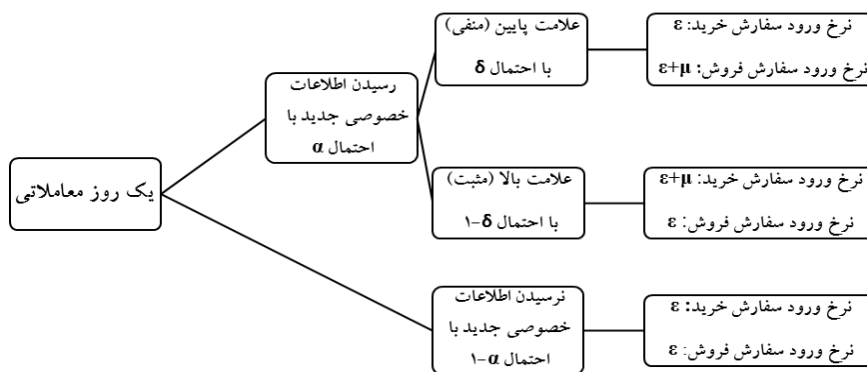 یک روز معاملاتی
رسیدن اطلاعات
خصوصی جدید با
احتمال α
علامت پایین (منفی)
با احتمال δ
نرخ ورود سفارش خرید: ε
نرخ ورود سفارش فروش: ε+μ
علامت بالا (مثبت)
با احتمال ۱-δ
نرخ ورود سفارش خرید: ε+μ
نرخ ورود سفارش فروش: ε
نرسیدن اطلاعات
خصوصی جدید با
احتمال ۱-α
نرخ ورود سفارش خرید: ε
نرخ ورود سفارش فروش: ε